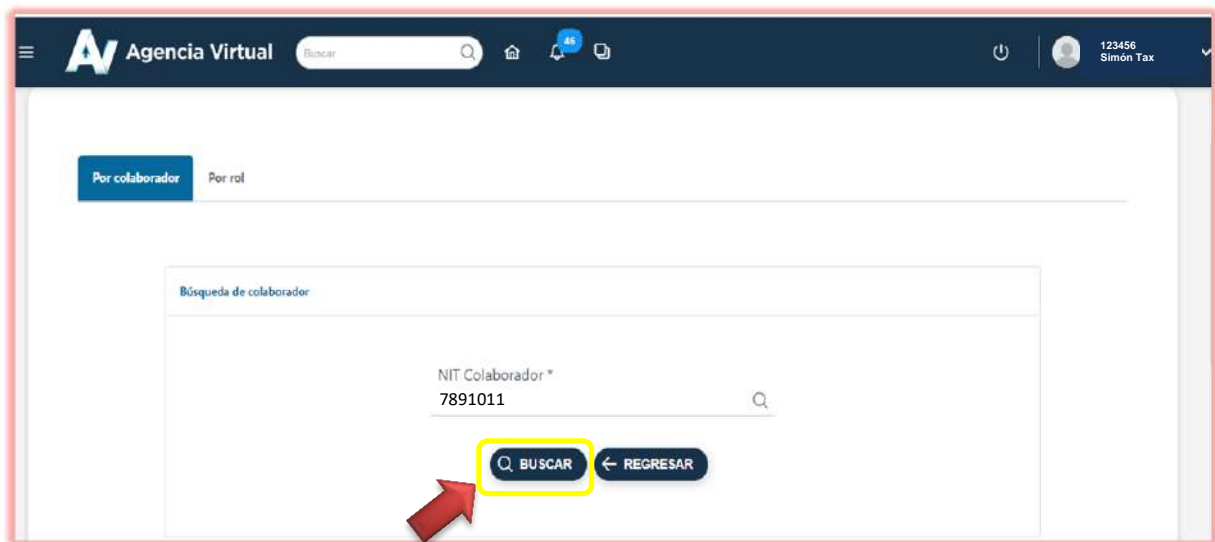 Agencia Virtual
Buscar
46
123456
Simón Tax
Por colaborador
Por rol
Búsqueda de colaborador
NIT Colaborador *
7891011
BUSCAR
REGRESAR